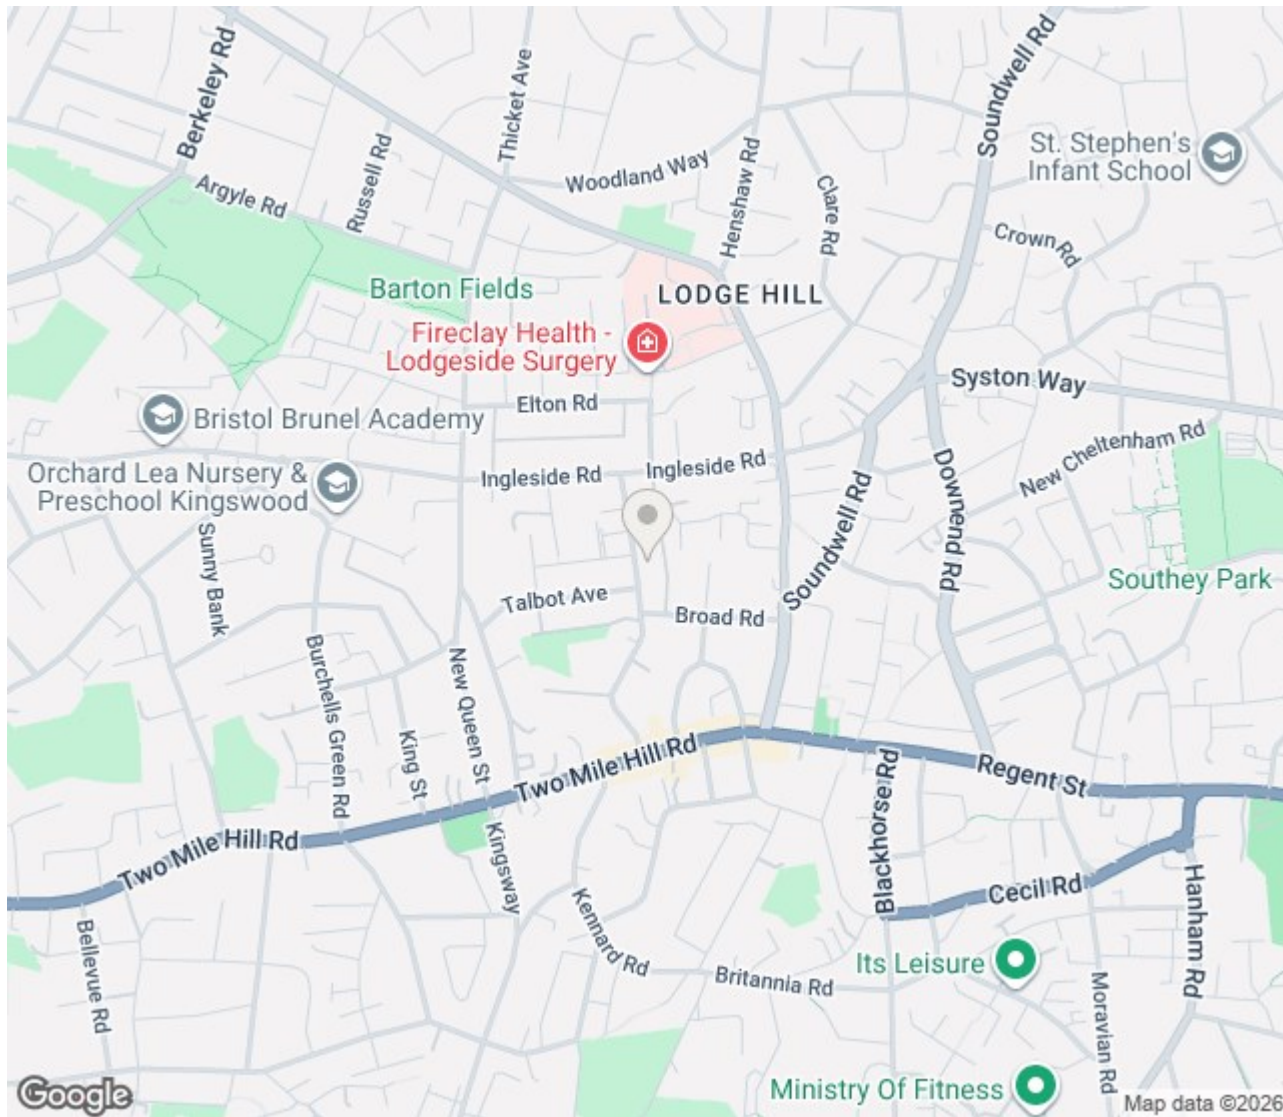 Berkeley Rd
Thicket Ave
Soundwell Rd
Russell Rd
Woodland Way
Henshaw Rd
St. Stephen's
Infant School
Argyle Rd
Clare Rd
Crown Rd
Barton Fields
LODGE HILL
Fireclay Health -
Lodgeside Surgery
Syston Way
Elton Rd
Bristol Brunel Academy
New Cheltenham Rd
Ingleside Rd
Ingleside Rd
Orchard Lea Nursery &
Preschool Kingswood
Downend Rd
Soundwell Rd
Sunny Bank
Southey Park
Talbot Ave
Broad Rd
Burchells Green Rd
New Queen St
King St
Two Mile Hill Rd
Regent St
Blackhorse Rd
Two Mile Hill Rd
Kingsway
Cecil Rd
Hanham Rd
Kennard Rd
Bellevue Rd
Its Leisure
Britannia Rd
Moravian Rd
Ministry Of Fitness
Google
Map data ©2026